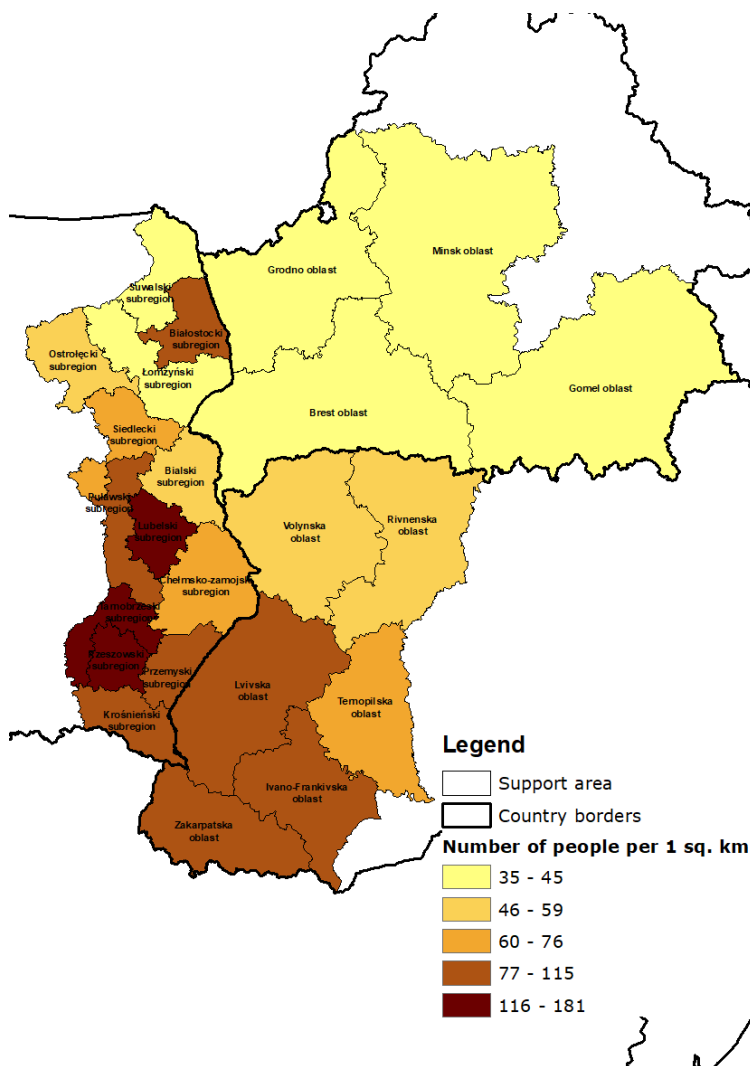 Minsk oblast
Grodno oblast
Suwalski
subregion
Białostocki
subregion
Ostrołęcki
subregion
Łomżyński
subregion
Gomel oblast
Brest oblast
Siedlecki
subregion
Bialski
subregion
Puławski
subregion
Lubelski
subregion
Volynska
oblast
Rivnenska
oblast
Chełmsko-zamojski
subregion
Tarnobrzeski
subregion
Rzeszowski
subregion
Przemyski
subregion
Lvivska
oblast
Ternopilska
oblast
Krośnieński
subregion
Ivano-Frankivska
oblast
Zakarpatska
oblast
Legend
Support area
Country borders
Number of people per 1 sq. km
35 - 45
46 - 59
60 - 76
77 - 115
116 - 181